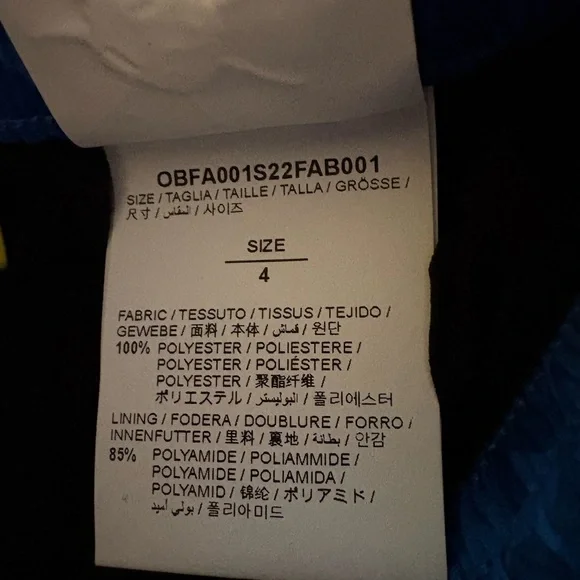 OBFA001S22FAB001
SIZE / TAGLIA / TAILLE / TALLA / GRÖSSE /
尺寸 / المقاس / 사이즈
SIZE
4
FABRIC / TESSUTO / TISSUS / TEJIDO /
GEWEBE / 面料 / 本体 / قماش / 원단
100% POLYESTER / POLIESTERE /
POLYESTER / POLIÉSTER /
POLYESTER / 聚酯纤维 /
ポリエステル / البوليستر / 폴리에스터
LINING / FODERA / DOUBLURE / FORRO /
INNENFUTTER / 里料 / 裏地 / بطانة / 안감
85% POLYAMIDE / POLIAMMIDE /
POLYAMIDE / POLIAMIDA /
POLYAMID / 锦纶 / ポリアミド /
بولي أميد / 폴리아미드